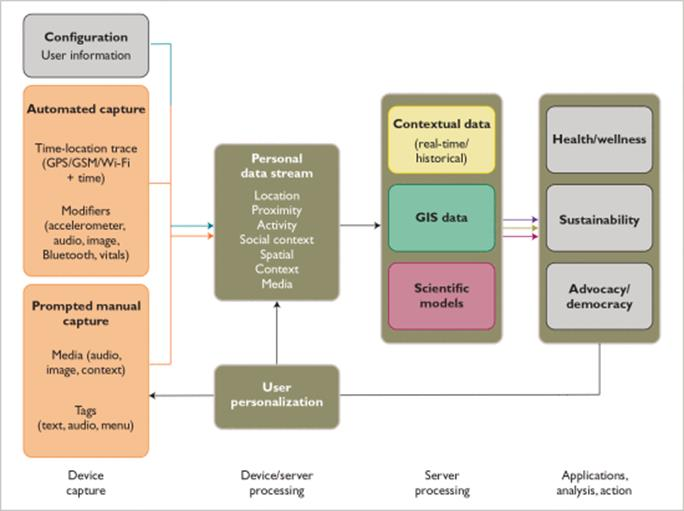 Configuration
User information
Automated capture
Time-location trace
(GPS/GSM/Wi-Fi
+ time)
Modifiers
(accelerometer,
audio, image,
Bluetooth, vitals)
Prompted manual
capture
Media (audio,
image, context)
Tags
(text, audio, menu)
Device
capture
Personal
data stream
Location
Proximity
Activity
Social context
Spatial
Context
Media
User
personalization
Device/server
processing
Contextual data
(real-time/
historical)
GIS data
Scientific
models
Server
processing
Health/wellness
Sustainability
Advocacy/
democracy
Applications,
analysis, action